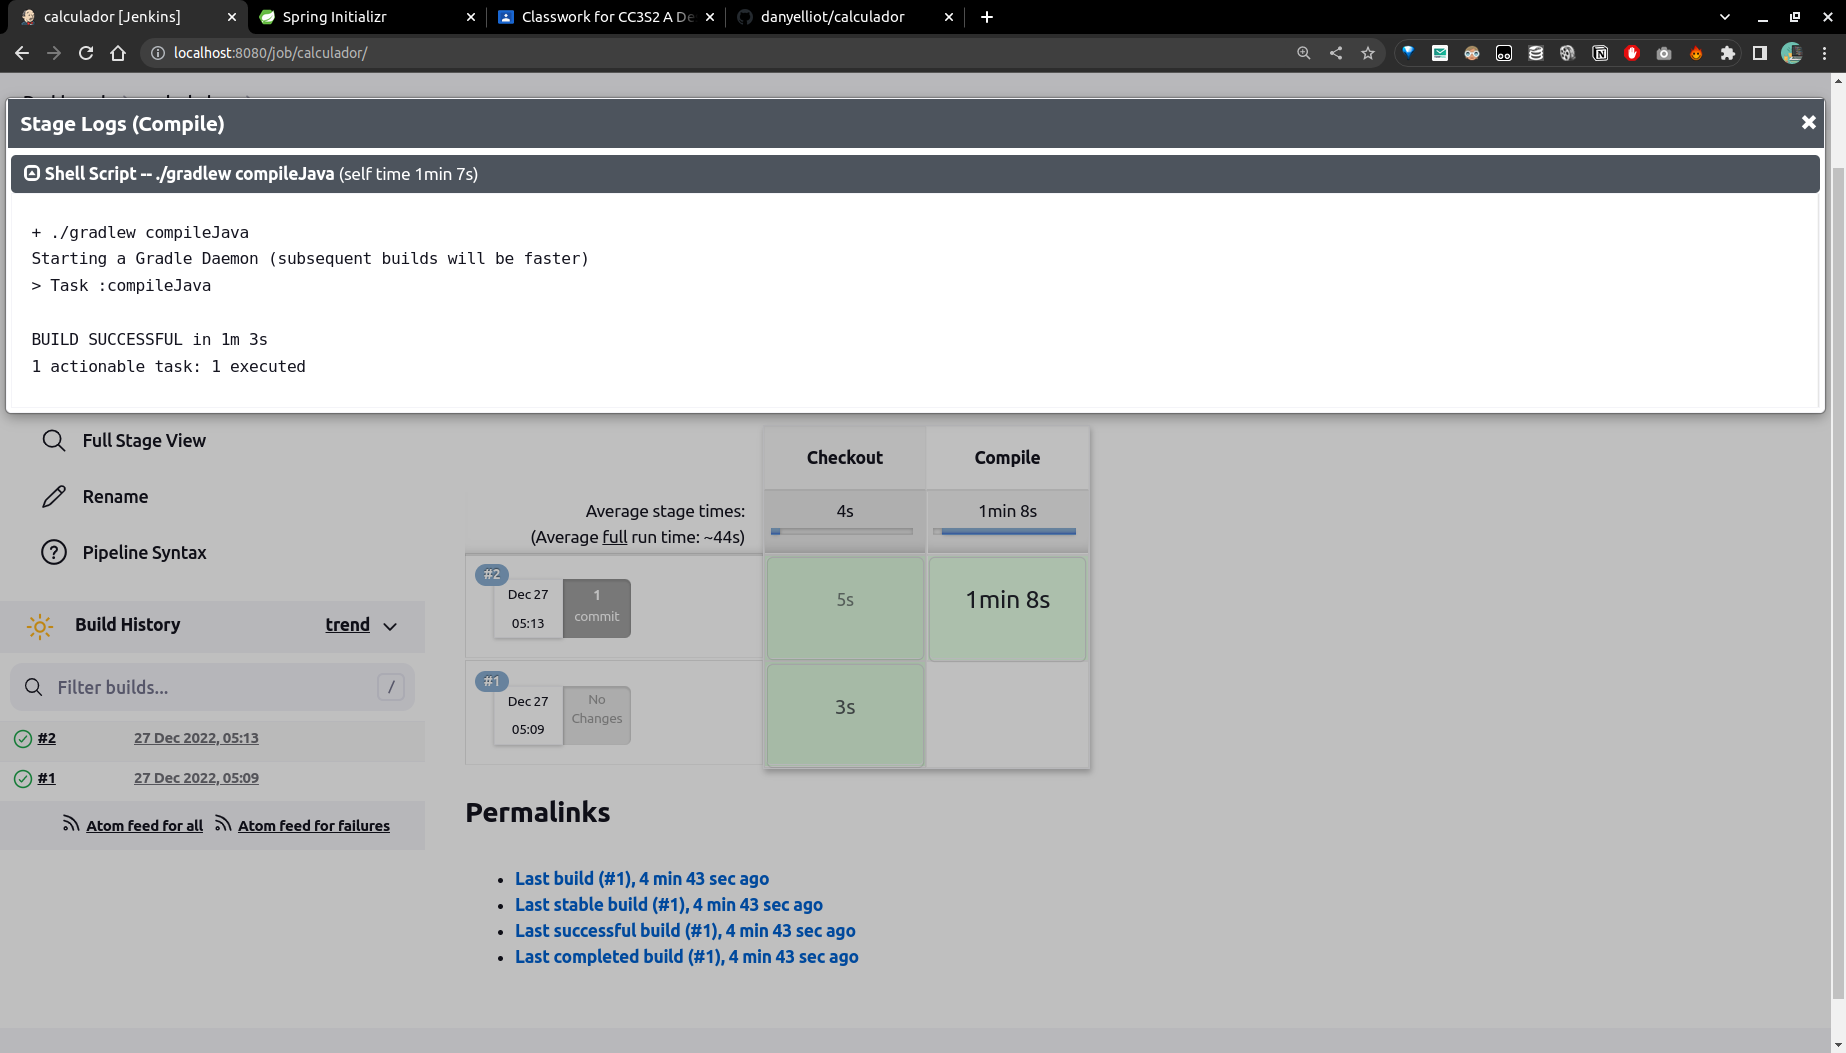 calculador [Jenkins]
Spring Initializr
Classwork for CC3S2 A De
danyelliot/calculador
localhost:8080/job/calculador/
Stage Logs (Compile)
Shell Script -- ./gradlew compileJava (self time 1min 7s)
+ ./gradlew compileJava
Starting a Gradle Daemon (subsequent builds will be faster)
> Task :compileJava
BUILD SUCCESSFUL in 1m 3s
1 actionable task: 1 executed
Full Stage View
Rename
Pipeline Syntax
Build History
trend
Filter builds...
/
#2
27 Dec 2022, 05:13
#1
27 Dec 2022, 05:09
Atom feed for all
Atom feed for failures
Checkout
Compile
Average stage times:
(Average full run time: ~44s)
4s
1min 8s
#2
Dec 27
05:13
1
commit
5s
1min 8s
#1
Dec 27
05:09
No
Changes
3s
Permalinks
Last build (#1), 4 min 43 sec ago
Last stable build (#1), 4 min 43 sec ago
Last successful build (#1), 4 min 43 sec ago
Last completed build (#1), 4 min 43 sec ago